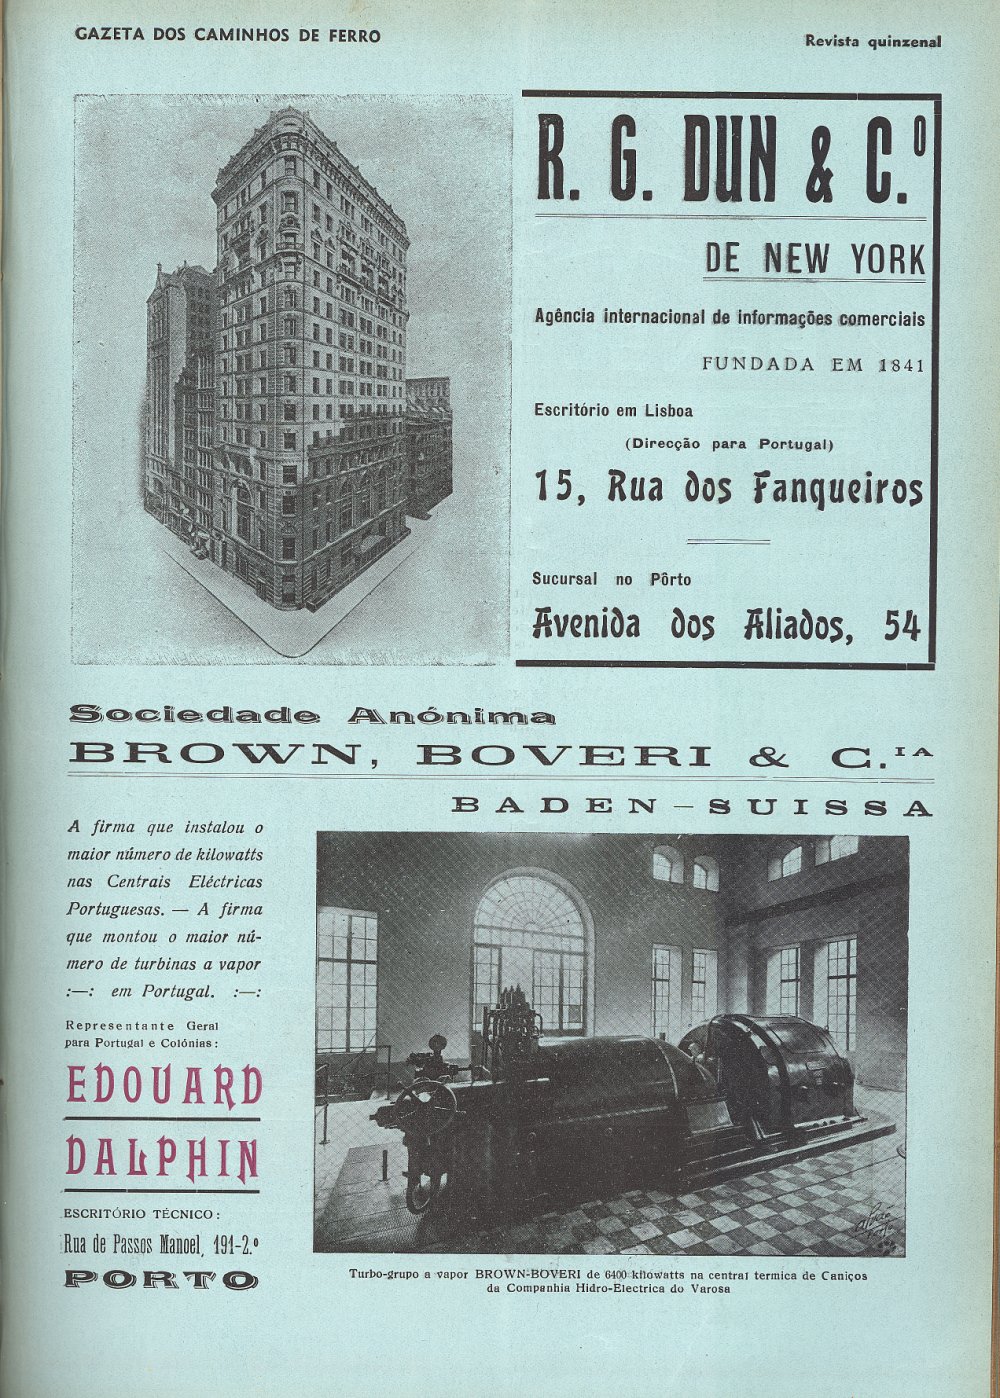 GAZETA DOS CAMINHOS DE FERRO
Revista quinzenal
R. G. DUN & C.º
DE NEW YORK
Agência internacional de informações comerciais
FUNDADA EM 1841
Escritório em Lisboa
(Direcção para Portugal)
15, Rua dos Fanqueiros
Sucursal no Pôrto
Avenida dos Aliados, 54
Sociedade Anónima
BROWN, BOVERI & C.IA
BADEN—SUISSA
A firma que instalou o
maior número de kilowatts
nas Centrais Eléctricas
Portuguesas. — A firma
que montou o maior nú-
mero de turbinas a vapor
:—: em Portugal. :—:
Representante Geral
para Portugal e Colónias:
EDOUARD
DALPHIN
ESCRITÓRIO TÉCNICO:
Rua de Passos Manoel, 191-2.º
PORTO
Turbo-grupo a vapor BROWN-BOVERI de 6400 kilowatts na central termica de Caniços
da Companhia Hidro-Electrica do Varosa